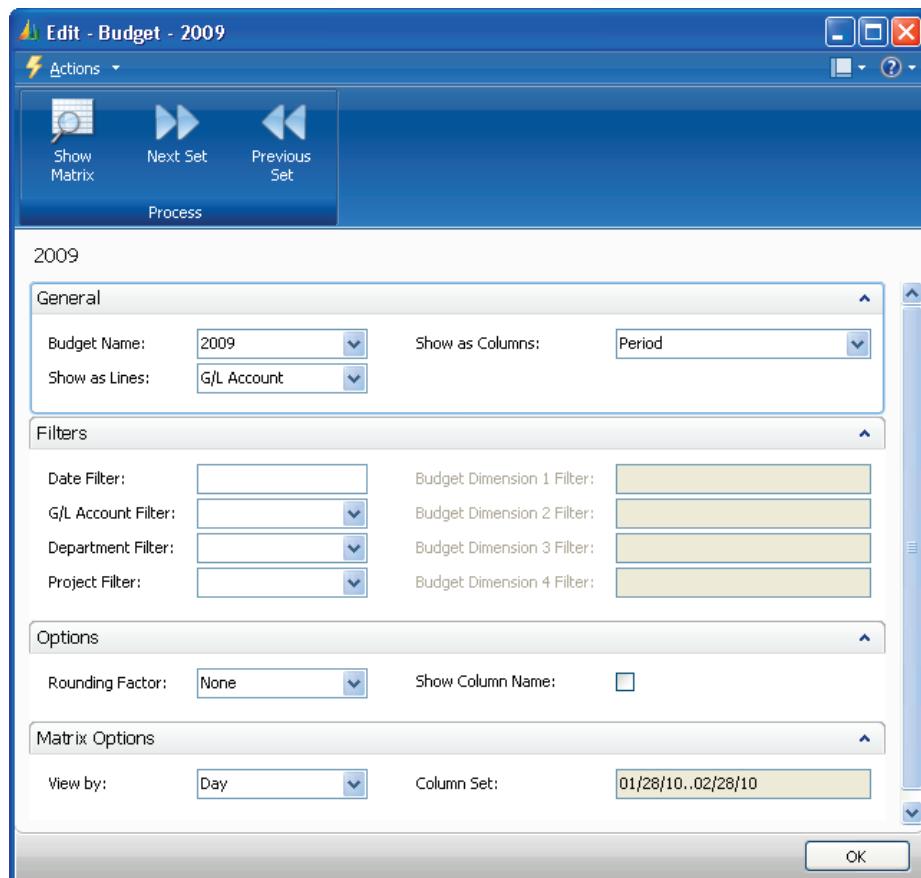 Edit - Budget - 2009
Actions
Show Matrix
Next Set
Previous Set
Process
2009
General
Budget Name: 2009 Show as Columns: Period
Show as Lines: G/L Account
Filters
Date Filter: Budget Dimension 1 Filter:
G/L Account Filter: Budget Dimension 2 Filter:
Department Filter: Budget Dimension 3 Filter:
Project Filter: Budget Dimension 4 Filter:
Options
Rounding Factor: None Show Column Name:
Matrix Options
View by: Day Column Set: 01/28/10..02/28/10
OK